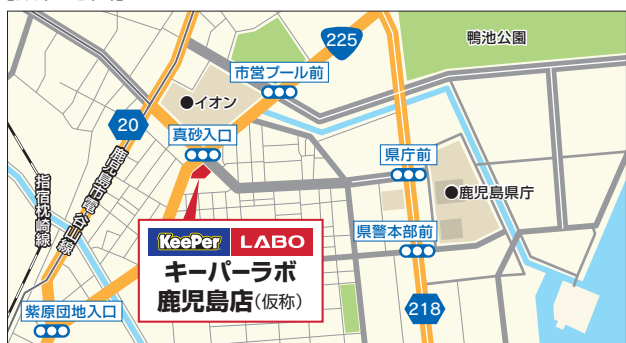 225
鴨池公園
市営プール前
●イオン
20
真砂入口
県庁前
●鹿児島県庁
鹿児島市電谷山線
指宿枕崎線
KeePer LABO
キーパーラボ
鹿児島店(仮称)
県警本部前
218
紫原団地入口